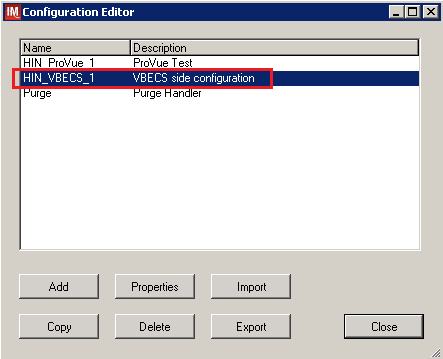 IM Configuration Editor
Name Description
HIN_ProVue_1 ProVue Test
HIN_VBECS_1 VBECS side configuration
Purge Purge Handler
Add Properties Import
Copy Delete Export Close